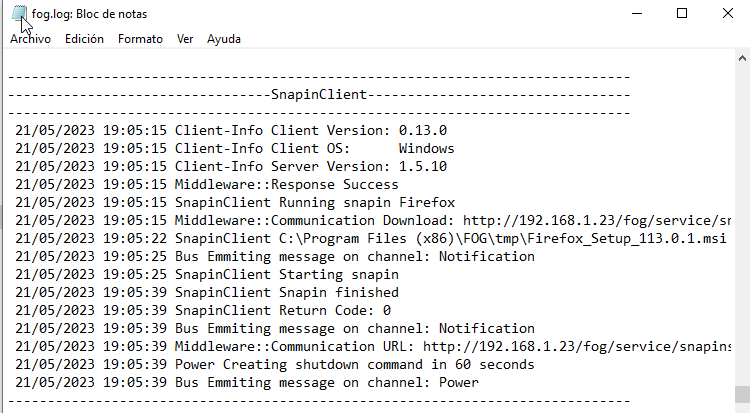 fog.log: Bloc de notas
Archivo Edición Formato Ver Ayuda
------------------------------------------------------------------------------
---------------------------------SnapinClient---------------------------------
------------------------------------------------------------------------------
21/05/2023 19:05:15 Client-Info Client Version: 0.13.0
21/05/2023 19:05:15 Client-Info Client OS:      Windows
21/05/2023 19:05:15 Client-Info Server Version: 1.5.10
21/05/2023 19:05:15 Middleware::Response Success
21/05/2023 19:05:15 SnapinClient Running snapin Firefox
21/05/2023 19:05:15 Middleware::Communication Download: http://192.168.1.23/fog/service/sn
21/05/2023 19:05:22 SnapinClient C:\Program Files (x86)\FOG\tmp\Firefox_Setup_113.0.1.msi
21/05/2023 19:05:25 Bus Emmiting message on channel: Notification
21/05/2023 19:05:25 SnapinClient Starting snapin
21/05/2023 19:05:39 SnapinClient Snapin finished
21/05/2023 19:05:39 SnapinClient Return Code: 0
21/05/2023 19:05:39 Bus Emmiting message on channel: Notification
21/05/2023 19:05:39 Middleware::Communication URL: http://192.168.1.23/fog/service/snapins
21/05/2023 19:05:39 Power Creating shutdown command in 60 seconds
21/05/2023 19:05:39 Bus Emmiting message on channel: Power
------------------------------------------------------------------------------